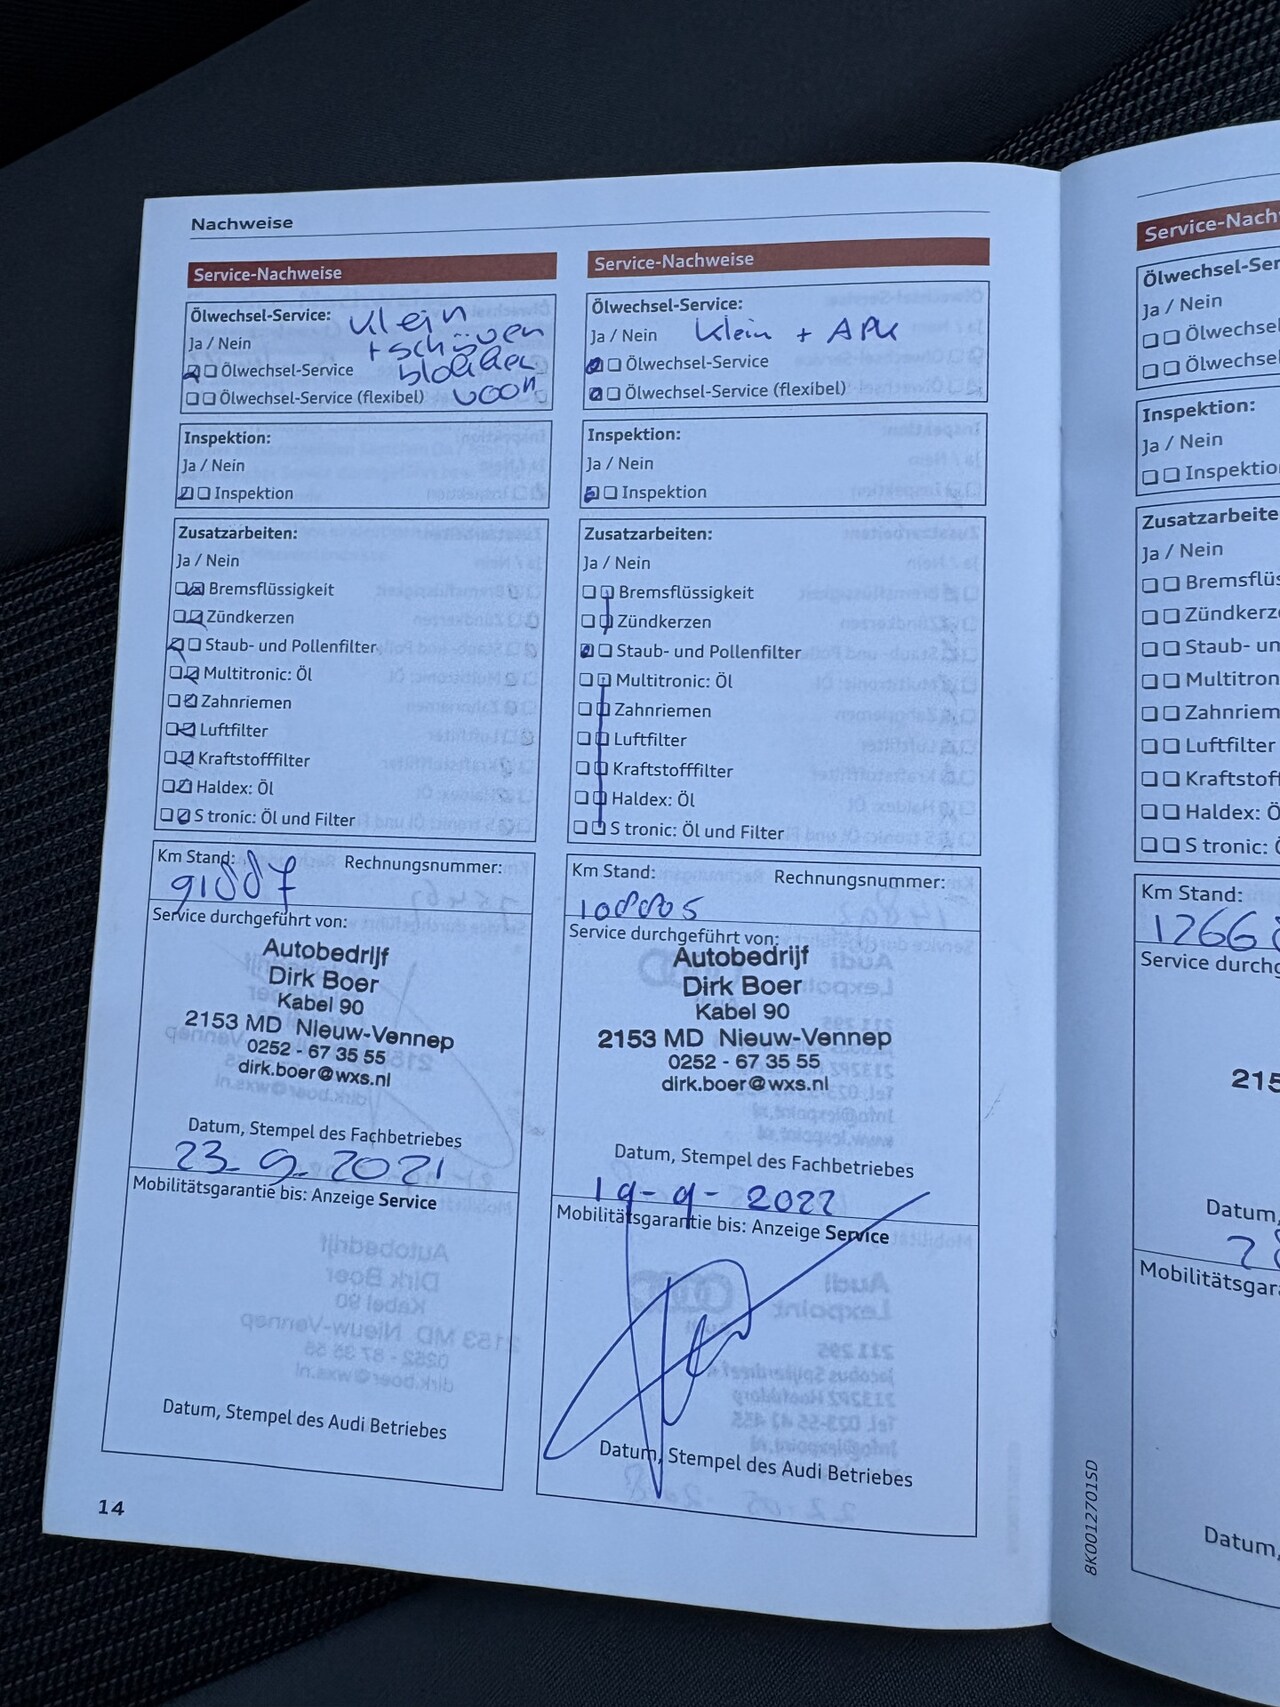 Nachweise
Service-Nachweise
Ölwechsel-Service: Klein
Ja / Nein + schijven
Ölwechsel-Service blokken
Ölwechsel-Service (flexibel) voor
Inspektion:
Ja / Nein
Inspektion
Zusatzarbeiten:
Ja / Nein
Bremsflüssigkeit
Zündkerzen
Staub- und Pollenfilter
Multitronic: Öl
Zahnriemen
Luftfilter
Kraftstofffilter
Haldex: Öl
S tronic: Öl und Filter
Km Stand: Rechnungsnummer:
91887
Service durchgeführt von:
Autobedrijf
Dirk Boer
Kabel 90
2153 MD Nieuw-Vennep
0252 - 67 35 55
dirk.boer@wxs.nl
Datum, Stempel des Fachbetriebes
23-9-2021
Mobilitätsgarantie bis: Anzeige Service
Datum, Stempel des Audi Betriebes
14
Service-Nachweise
Ölwechsel-Service:
Ja / Nein Klein + APK
Ölwechsel-Service
Ölwechsel-Service (flexibel)
Inspektion:
Ja / Nein
Inspektion
Zusatzarbeiten:
Ja / Nein
Bremsflüssigkeit
Zündkerzen
Staub- und Pollenfilter
Multitronic: Öl
Zahnriemen
Luftfilter
Kraftstofffilter
Haldex: Öl
S tronic: Öl und Filter
Km Stand: Rechnungsnummer:
108805
Service durchgeführt von:
Autobedrijf
Dirk Boer
Kabel 90
2153 MD Nieuw-Vennep
0252 - 67 35 55
dirk.boer@wxs.nl
Datum, Stempel des Fachbetriebes
19-9-2022
Mobilitätsgarantie bis: Anzeige Service
Datum, Stempel des Audi Betriebes
8K0012701SD
Service-Nachw
Ölwechsel-Ser
Ja / Nein
Ölwechsel
Ölwechsel
Inspektion:
Ja / Nein
Inspektio
Zusatzarbeite
Ja / Nein
Bremsflüs
Zündkerze
Staub- un
Multitron
Zahnriem
Luftfilter
Kraftstoff
Haldex: Ö
S tronic: Ö
Km Stand:
1266
Service durchg
215
Datum,
Mobilitätsgara
Datum,